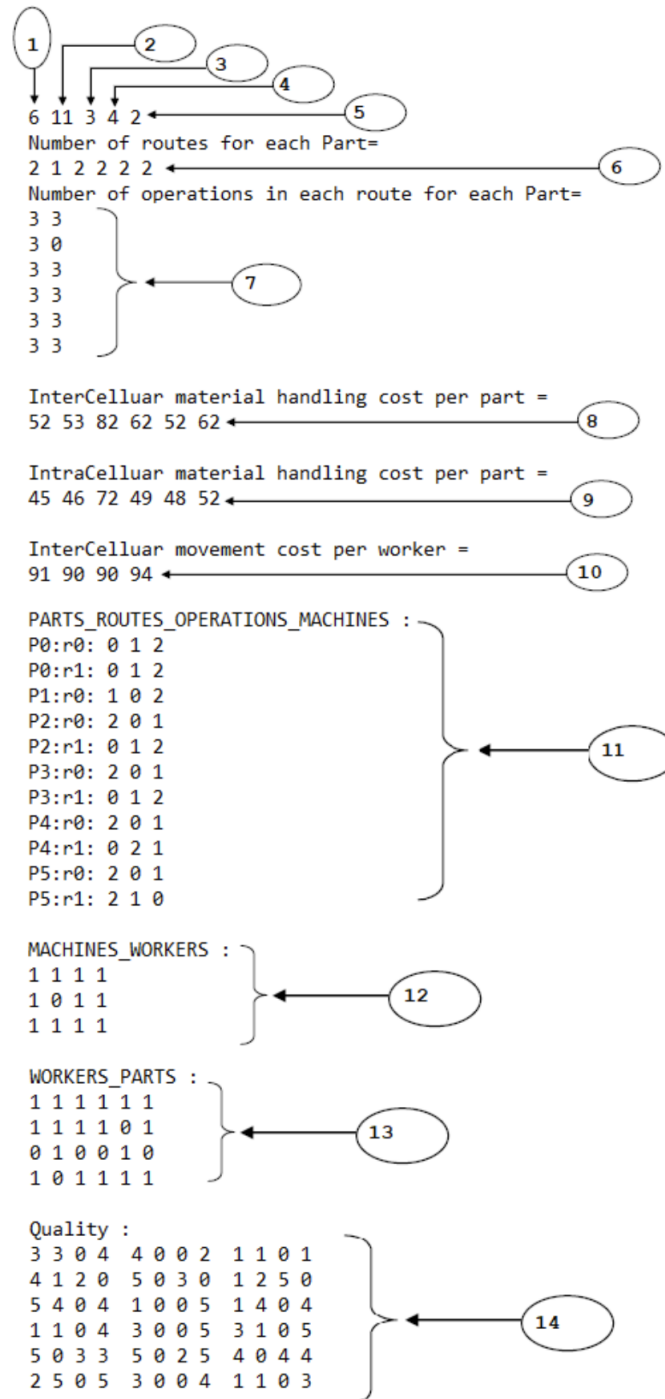 1
2
3
4
6 11 3 4 2
5
Number of routes for each Part=
2 1 2 2 2 2
6
Number of operations in each route for each Part=
3 3
3 0
3 3
3 3
3 3
3 3
7
InterCelluar material handling cost per part =
52 53 82 62 52 62
8
IntraCelluar material handling cost per part =
45 46 72 49 48 52
9
InterCelluar movement cost per worker =
91 90 90 94
10
PARTS_ROUTES_OPERATIONS_MACHINES :
P0:r0: 0 1 2
P0:r1: 0 1 2
P1:r0: 1 0 2
P2:r0: 2 0 1
P2:r1: 0 1 2
P3:r0: 2 0 1
P3:r1: 0 1 2
P4:r0: 2 0 1
P4:r1: 0 2 1
P5:r0: 2 0 1
P5:r1: 2 1 0
11
MACHINES_WORKERS :
1 1 1 1
1 0 1 1
1 1 1 1
12
WORKERS_PARTS :
1 1 1 1 1 1
1 1 1 1 0 1
0 1 0 0 1 0
1 0 1 1 1 1
13
Quality :
3 3 0 4 4 0 0 2 1 1 0 1
4 1 2 0 5 0 3 0 1 2 5 0
5 4 0 4 1 0 0 5 1 4 0 4
1 1 0 4 3 0 0 5 3 1 0 5
5 0 3 3 5 0 2 5 4 0 4 4
2 5 0 5 3 0 0 4 1 1 0 3
14